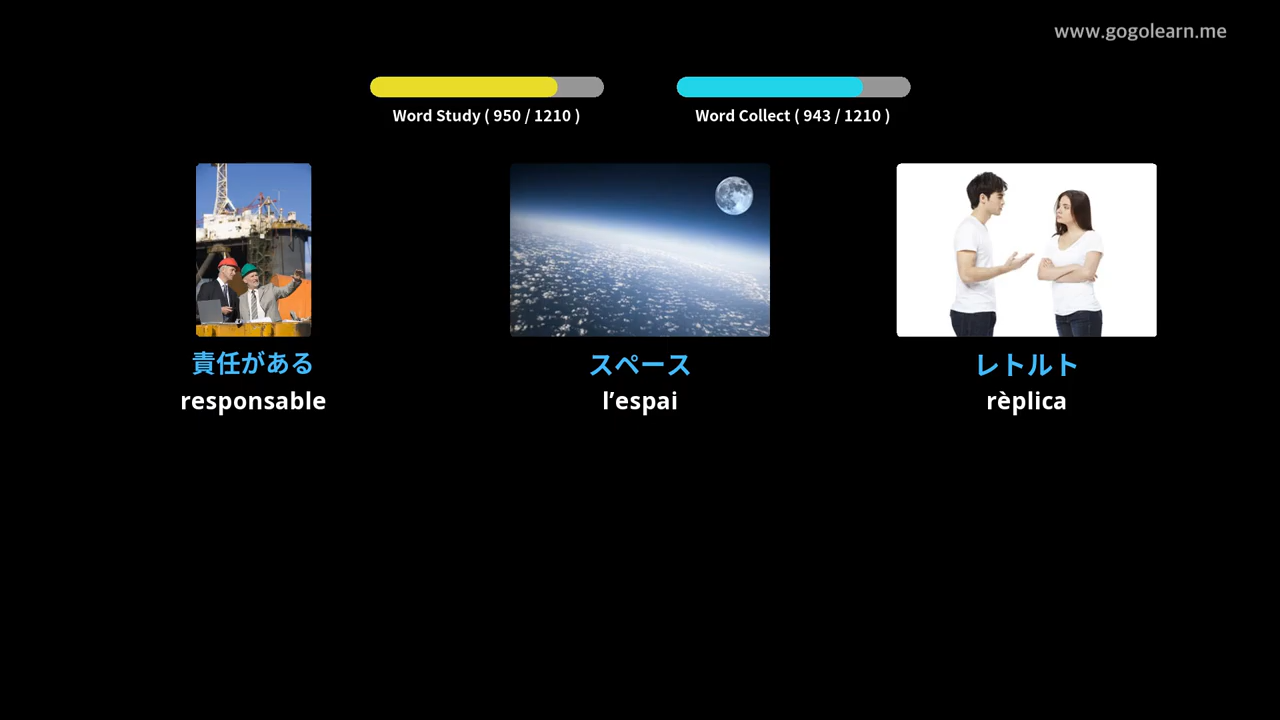 www.gogolearn.me
Word Study ( 950 / 1210 )
Word Collect ( 943 / 1210 )
責任がある
responsable
スペース
l’espai
レトルト
rèplica